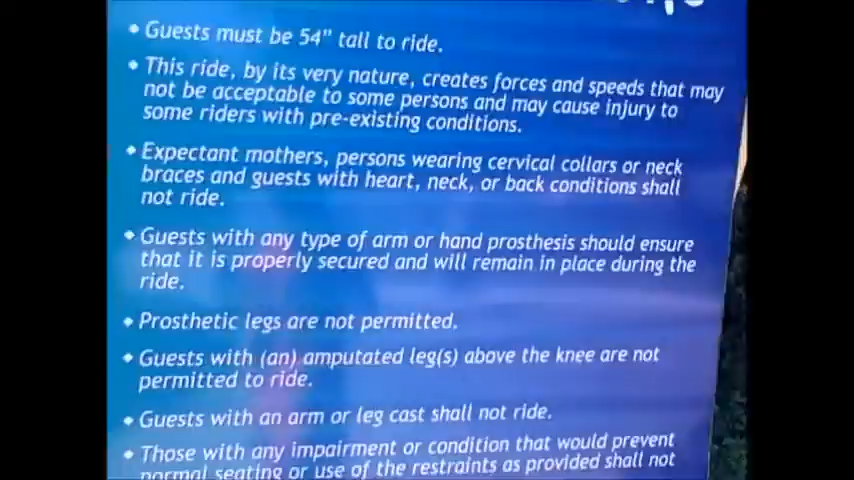 • Guests must be 54" tall to ride.
• This ride, by its very nature, creates forces and speeds that may
not be acceptable to some persons and may cause injury to
some riders with pre-existing conditions.
• Expectant mothers, persons wearing cervical collars or neck
braces and guests with heart, neck, or back conditions shall
not ride.
• Guests with any type of arm or hand prosthesis should ensure
that it is properly secured and will remain in place during the
ride.
• Prosthetic legs are not permitted.
• Guests with (an) amputated leg(s) above the knee are not
permitted to ride.
• Guests with an arm or leg cast shall not ride.
• Those with any impairment or condition that would prevent
normal seating or use of the restraints as provided shall not